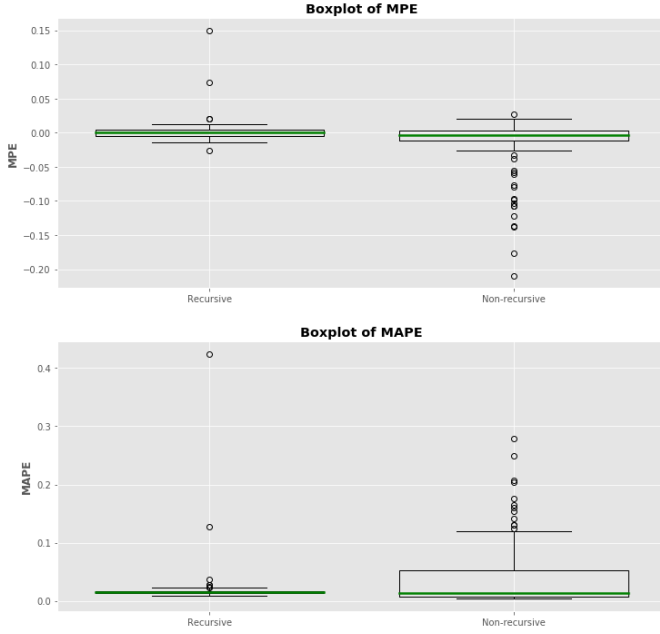 Boxplot of MPE
0.15
0.10
0.05
0.00
−0.05
−0.10
−0.15
−0.20
MPE
Recursive Non-recursive
Boxplot of MAPE
0.4
0.3
0.2
0.1
0.0
MAPE
Recursive Non-recursive